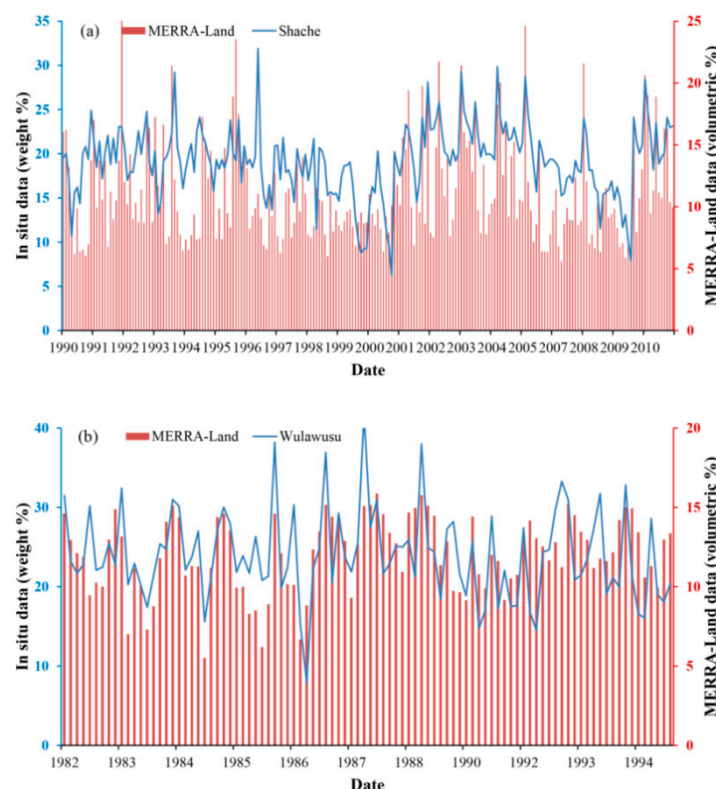 (a) MERRA-Land Shache
In situ data (weight %)
MERRA-Land data (volumetric %)
35
30
25
20
15
10
5
0
25
20
15
10
5
0
1990 1991 1992 1993 1994 1995 1996 1997 1998 1999 2000 2001 2002 2003 2004 2005 2007 2008 2009 2010
Date
(b) MERRA-Land Wulawusu
In situ data (weight %)
MERRA-Land data (volumetric %)
40
30
20
10
0
20
15
10
5
0
1982 1983 1984 1985 1986 1987 1988 1990 1991 1992 1993 1994
Date